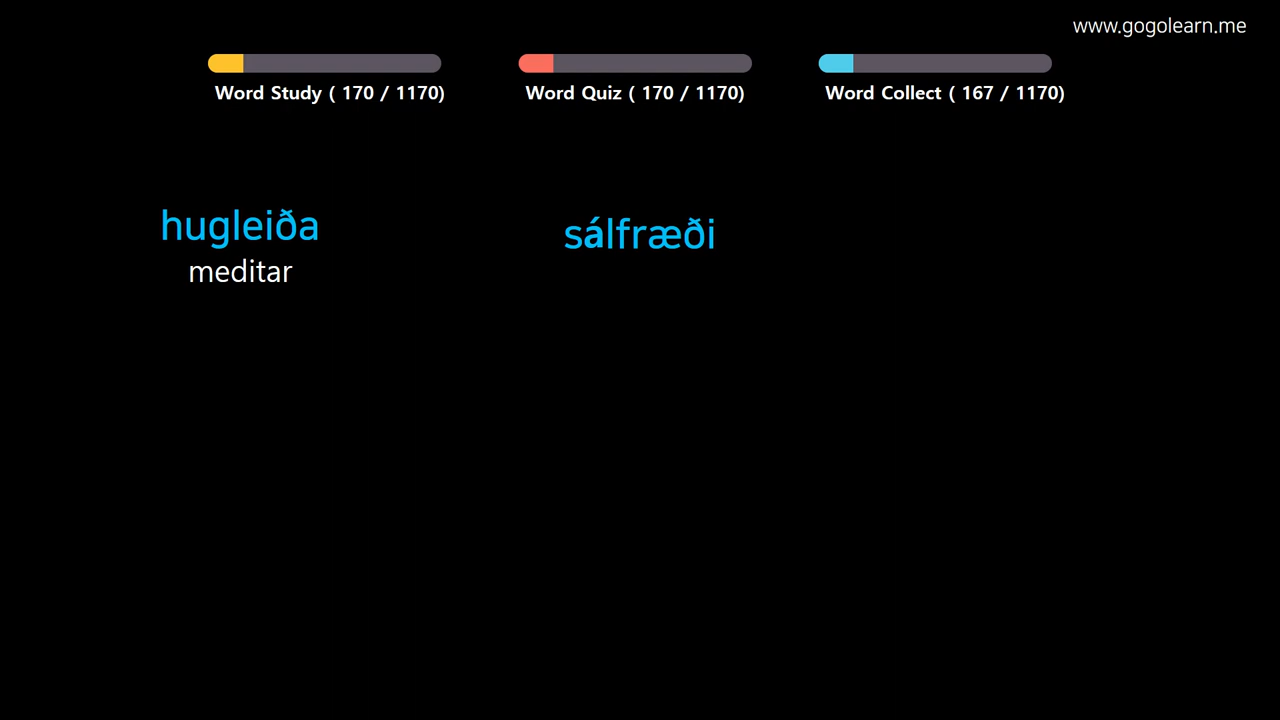 www.gogolearn.me
Word Study ( 170 / 1170)
Word Quiz ( 170 / 1170)
Word Collect ( 167 / 1170)
hugleiða
meditar
sálfræði